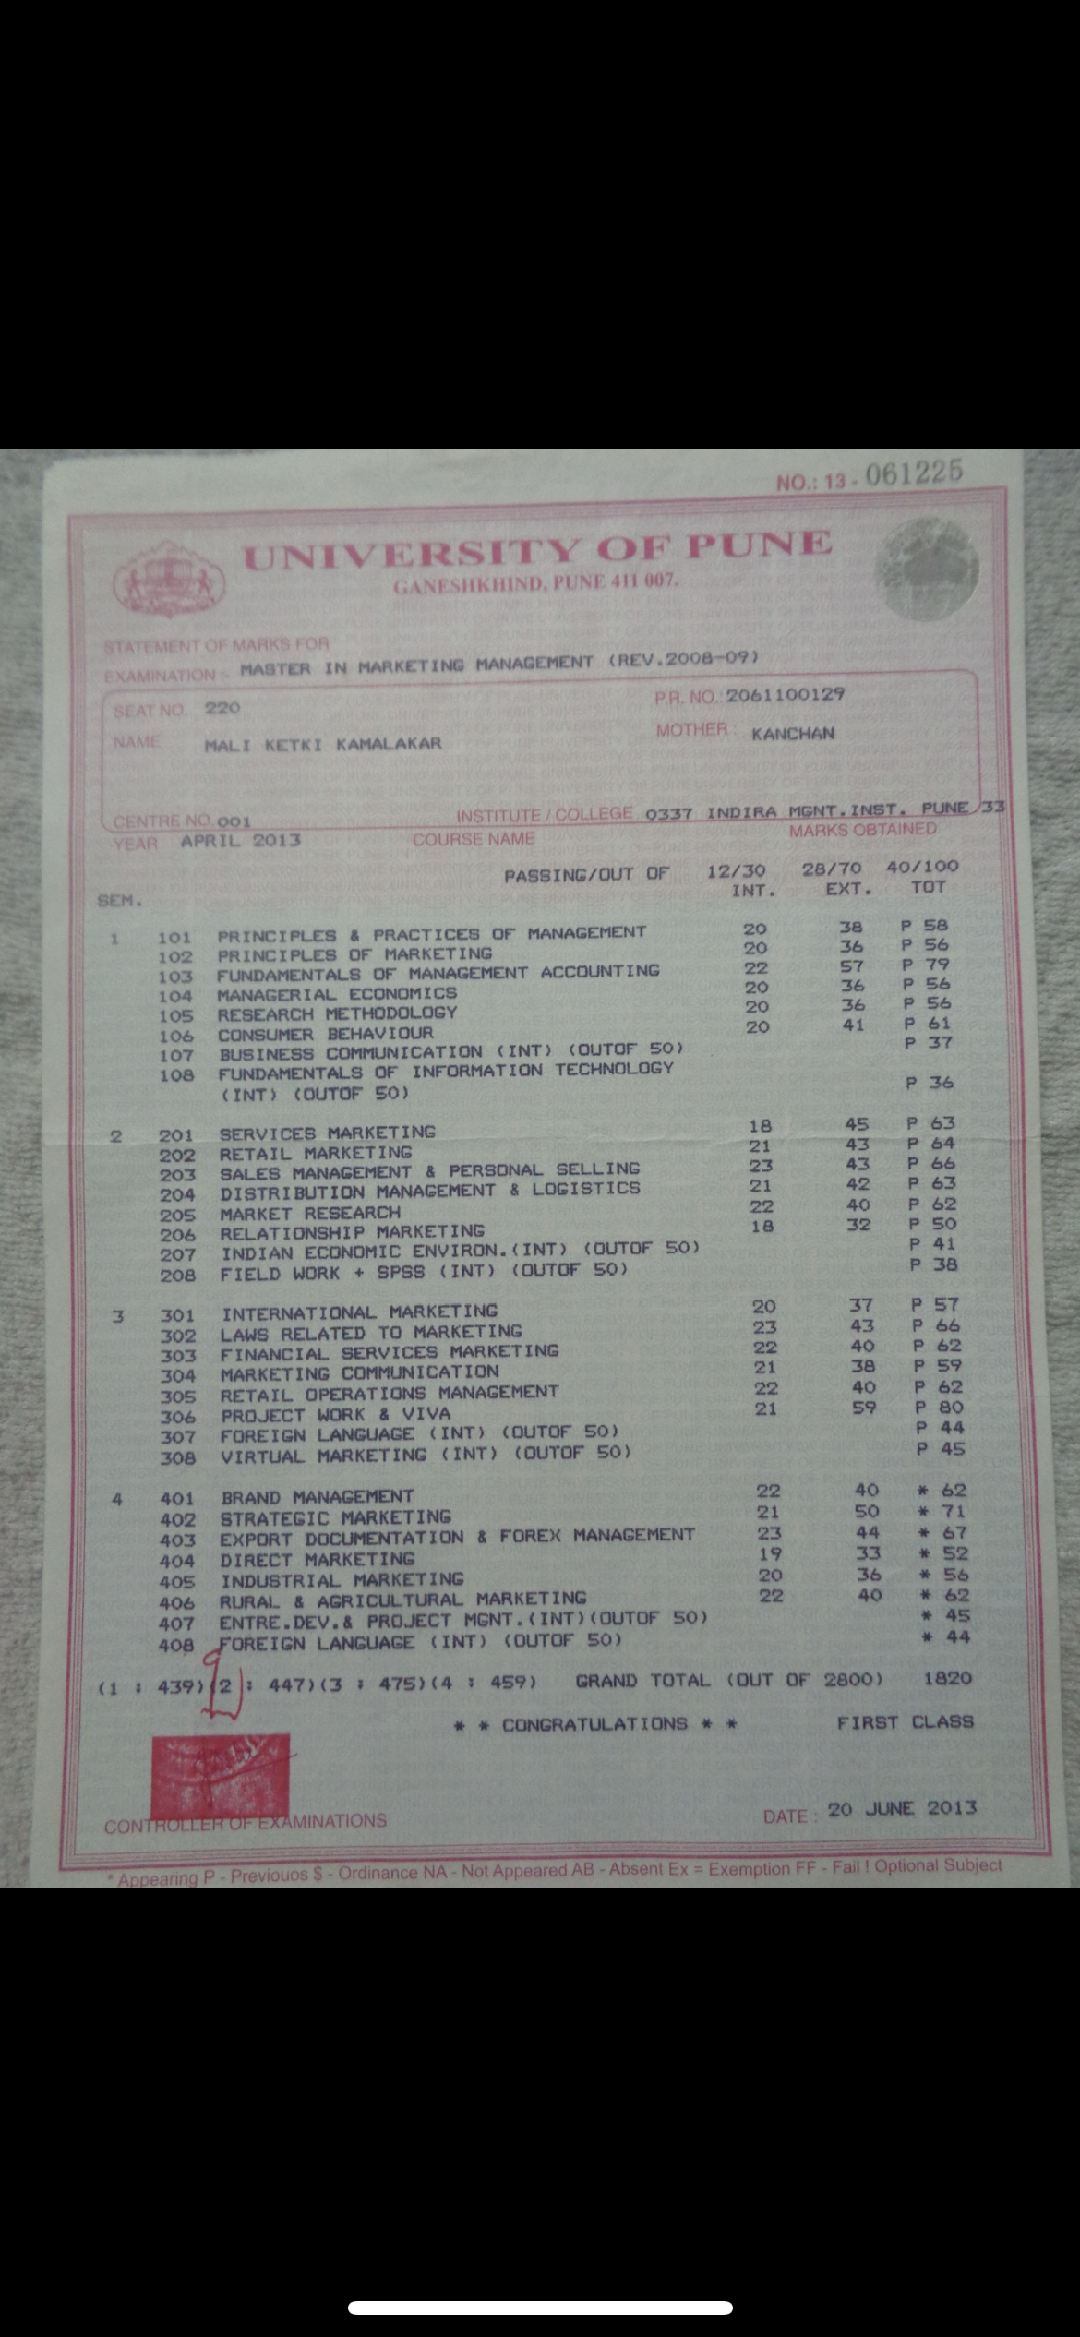 NO.: 13 - 061225
UNIVERSITY OF PUNE
GANESHKHIND, PUNE 411 007.
STATEMENT OF MARKS FOR
EXAMINATION - MASTER IN MARKETING MANAGEMENT (REV.2008-09)
SEAT NO. 220 P.R. NO.: 2061100129
NAME MALI KETKI KAMALAKAR MOTHER : KANCHAN
CENTRE NO. 001 INSTITUTE / COLLEGE 0337 INDIRA MGNT.INST. PUNE 33
YEAR APRIL 2013 COURSE NAME MARKS OBTAINED
PASSING/OUT OF 12/30 28/70 40/100
SEM. INT. EXT. TOT
1 101 PRINCIPLES & PRACTICES OF MANAGEMENT 20 38 P 58
102 PRINCIPLES OF MARKETING 20 36 P 56
103 FUNDAMENTALS OF MANAGEMENT ACCOUNTING 22 57 P 79
104 MANAGERIAL ECONOMICS 20 36 P 56
105 RESEARCH METHODOLOGY 20 36 P 56
106 CONSUMER BEHAVIOUR 20 41 P 61
107 BUSINESS COMMUNICATION (INT) (OUTOF 50) P 37
108 FUNDAMENTALS OF INFORMATION TECHNOLOGY
(INT) (OUTOF 50) P 36
2 201 SERVICES MARKETING 18 45 P 63
202 RETAIL MARKETING 21 43 P 64
203 SALES MANAGEMENT & PERSONAL SELLING 23 43 P 66
204 DISTRIBUTION MANAGEMENT & LOGISTICS 21 42 P 63
205 MARKET RESEARCH 22 40 P 62
206 RELATIONSHIP MARKETING 18 32 P 50
207 INDIAN ECONOMIC ENVIRON.(INT) (OUTOF 50) P 41
208 FIELD WORK + SPSS (INT) (OUTOF 50) P 38
3 301 INTERNATIONAL MARKETING 20 37 P 57
302 LAWS RELATED TO MARKETING 23 43 P 66
303 FINANCIAL SERVICES MARKETING 22 40 P 62
304 MARKETING COMMUNICATION 21 38 P 59
305 RETAIL OPERATIONS MANAGEMENT 22 40 P 62
306 PROJECT WORK & VIVA 21 59 P 80
307 FOREIGN LANGUAGE (INT) (OUTOF 50) P 44
308 VIRTUAL MARKETING (INT) (OUTOF 50) P 45
4 401 BRAND MANAGEMENT 22 40 * 62
402 STRATEGIC MARKETING 21 50 * 71
403 EXPORT DOCUMENTATION & FOREX MANAGEMENT 23 44 * 67
404 DIRECT MARKETING 19 33 * 52
405 INDUSTRIAL MARKETING 20 36 * 56
406 RURAL & AGRICULTURAL MARKETING 22 40 * 62
407 ENTRE.DEV.& PROJECT MGNT.(INT)(OUTOF 50) * 45
408 FOREIGN LANGUAGE (INT) (OUTOF 50) * 44
(1 : 439)(2 : 447)(3 : 475)(4 : 459) GRAND TOTAL (OUT OF 2800) 1820
* * CONGRATULATIONS * * FIRST CLASS
CONTROLLER OF EXAMINATIONS DATE : 20 JUNE 2013
* Appearing P - Previouos $ - Ordinance NA - Not Appeared AB - Absent Ex = Exemption FF - Fail ! Optional Subject